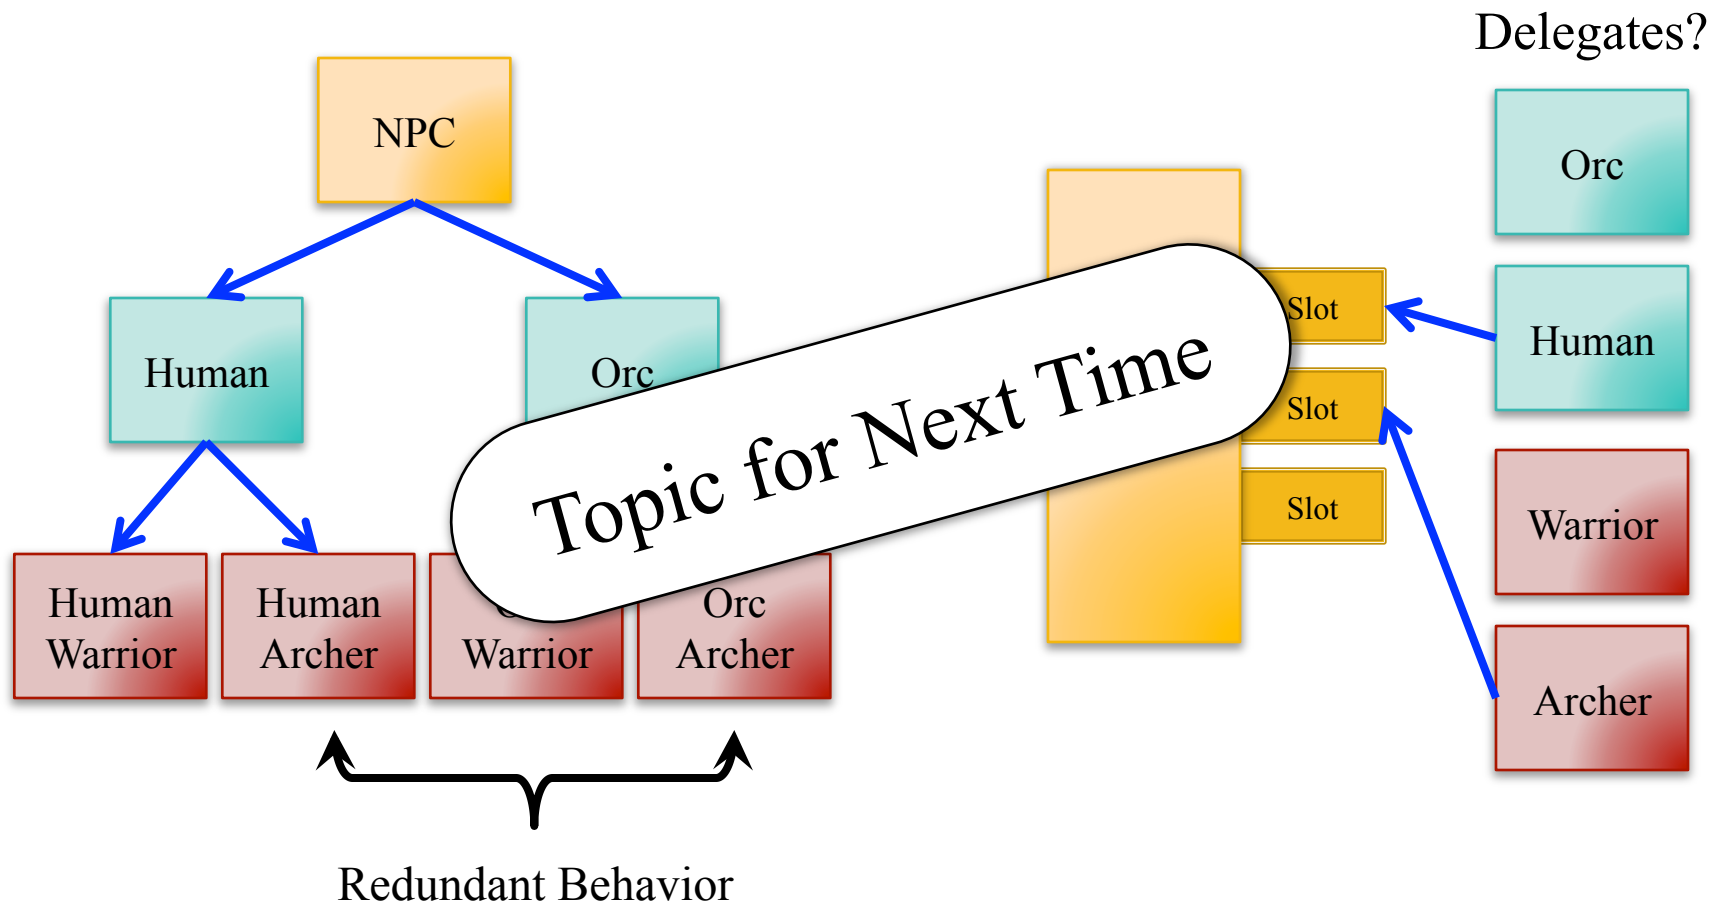 Delegates?
NPC
Human
Orc
Human
Warrior
Human
Archer
Warrior
Orc
Archer
Redundant Behavior
Topic for Next Time
Slot
Slot
Slot
Orc
Human
Warrior
Archer